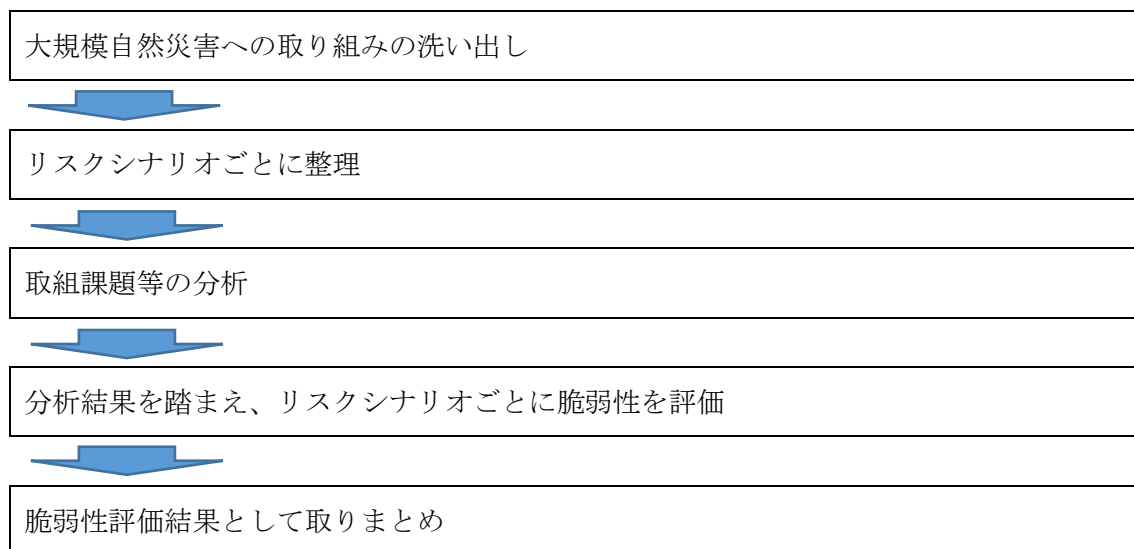 大規模自然災害への取り組みの洗い出し
リスクシナリオごとに整理
取組課題等の分析
分析結果を踏まえ、リスクシナリオごとに脆弱性を評価
脆弱性評価結果として取りまとめ